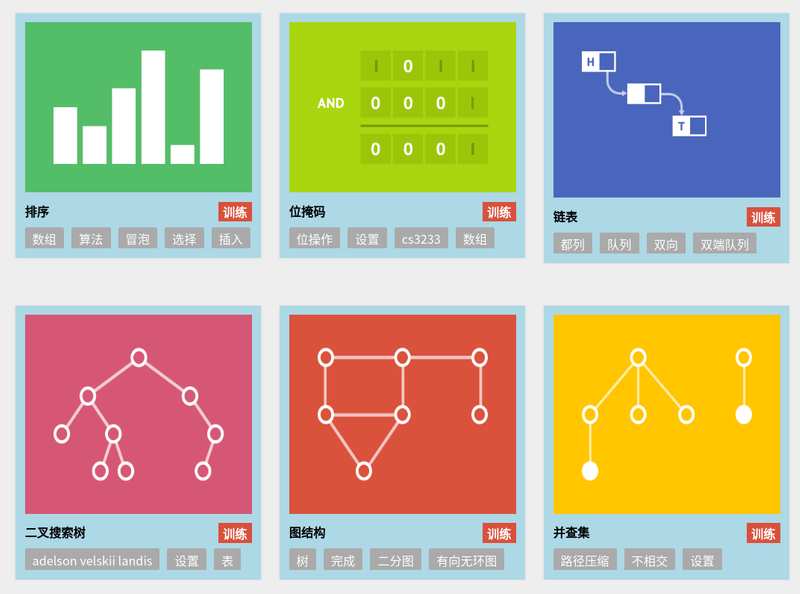 I 0 I I
AND 0 0 0 I
0 0 0 I
H
T
排序 训练
数组 算法 冒泡 选择 插入
位掩码 训练
位操作 设置 cs3233 数组
链表 训练
都列 队列 双向 双端队列
二叉搜索树 训练
adelson velskii landis 设置 表
图结构 训练
树 完成 二分图 有向无环图
并查集 训练
路径压缩 不相交 设置